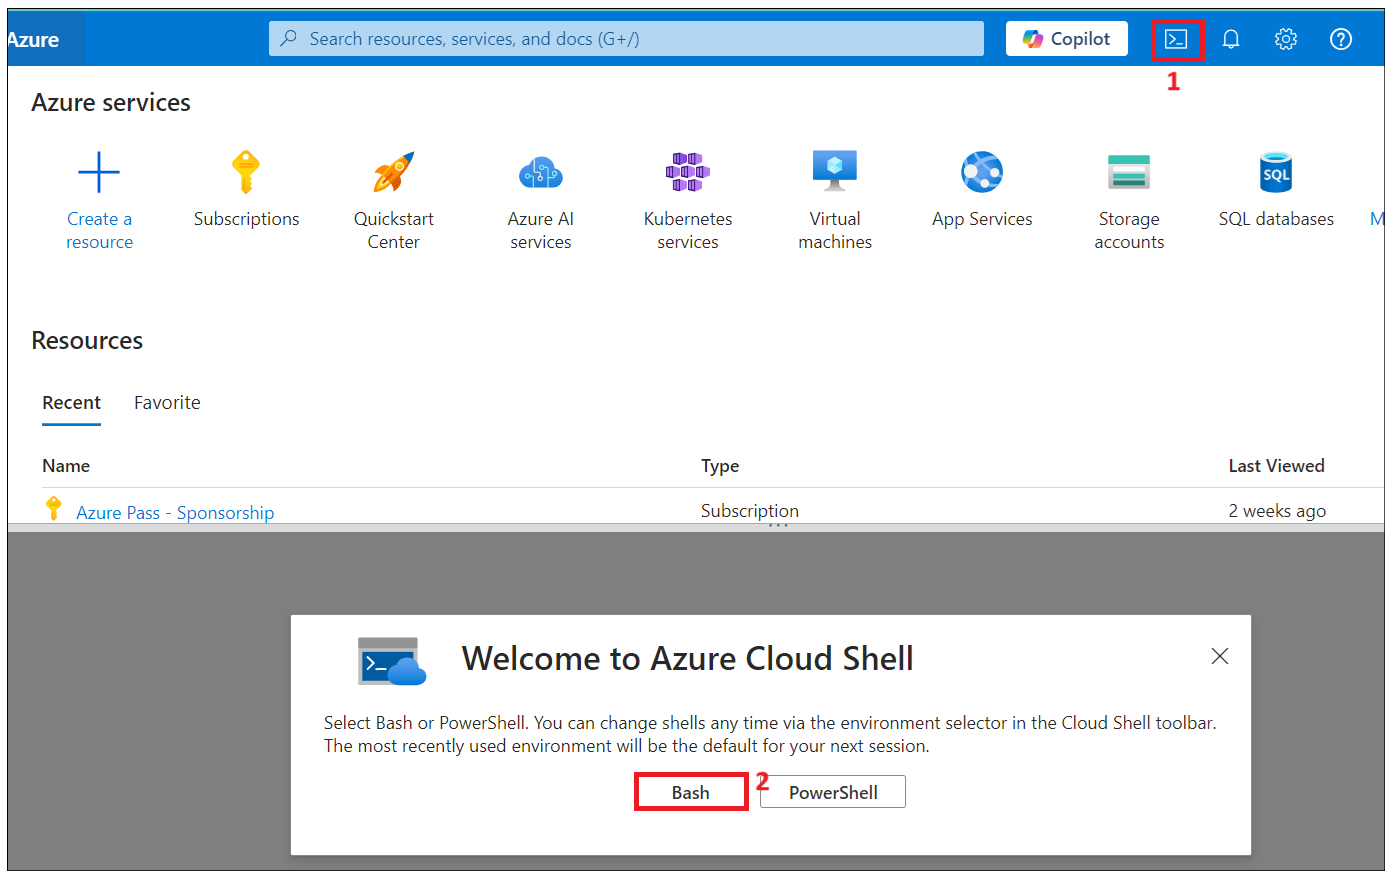 Azure
Search resources, services, and docs (G+/)
Copilot
1
Azure services
Create a
resource
Subscriptions
Quickstart
Center
Azure AI
services
Kubernetes
services
Virtual
machines
App Services
Storage
accounts
SQL
SQL databases
M
Resources
Recent Favorite
Name Type Last Viewed
Azure Pass - Sponsorship Subscription 2 weeks ago
Welcome to Azure Cloud Shell
Select Bash or PowerShell. You can change shells any time via the environment selector in the Cloud Shell toolbar.
The most recently used environment will be the default for your next session.
Bash 2 PowerShell